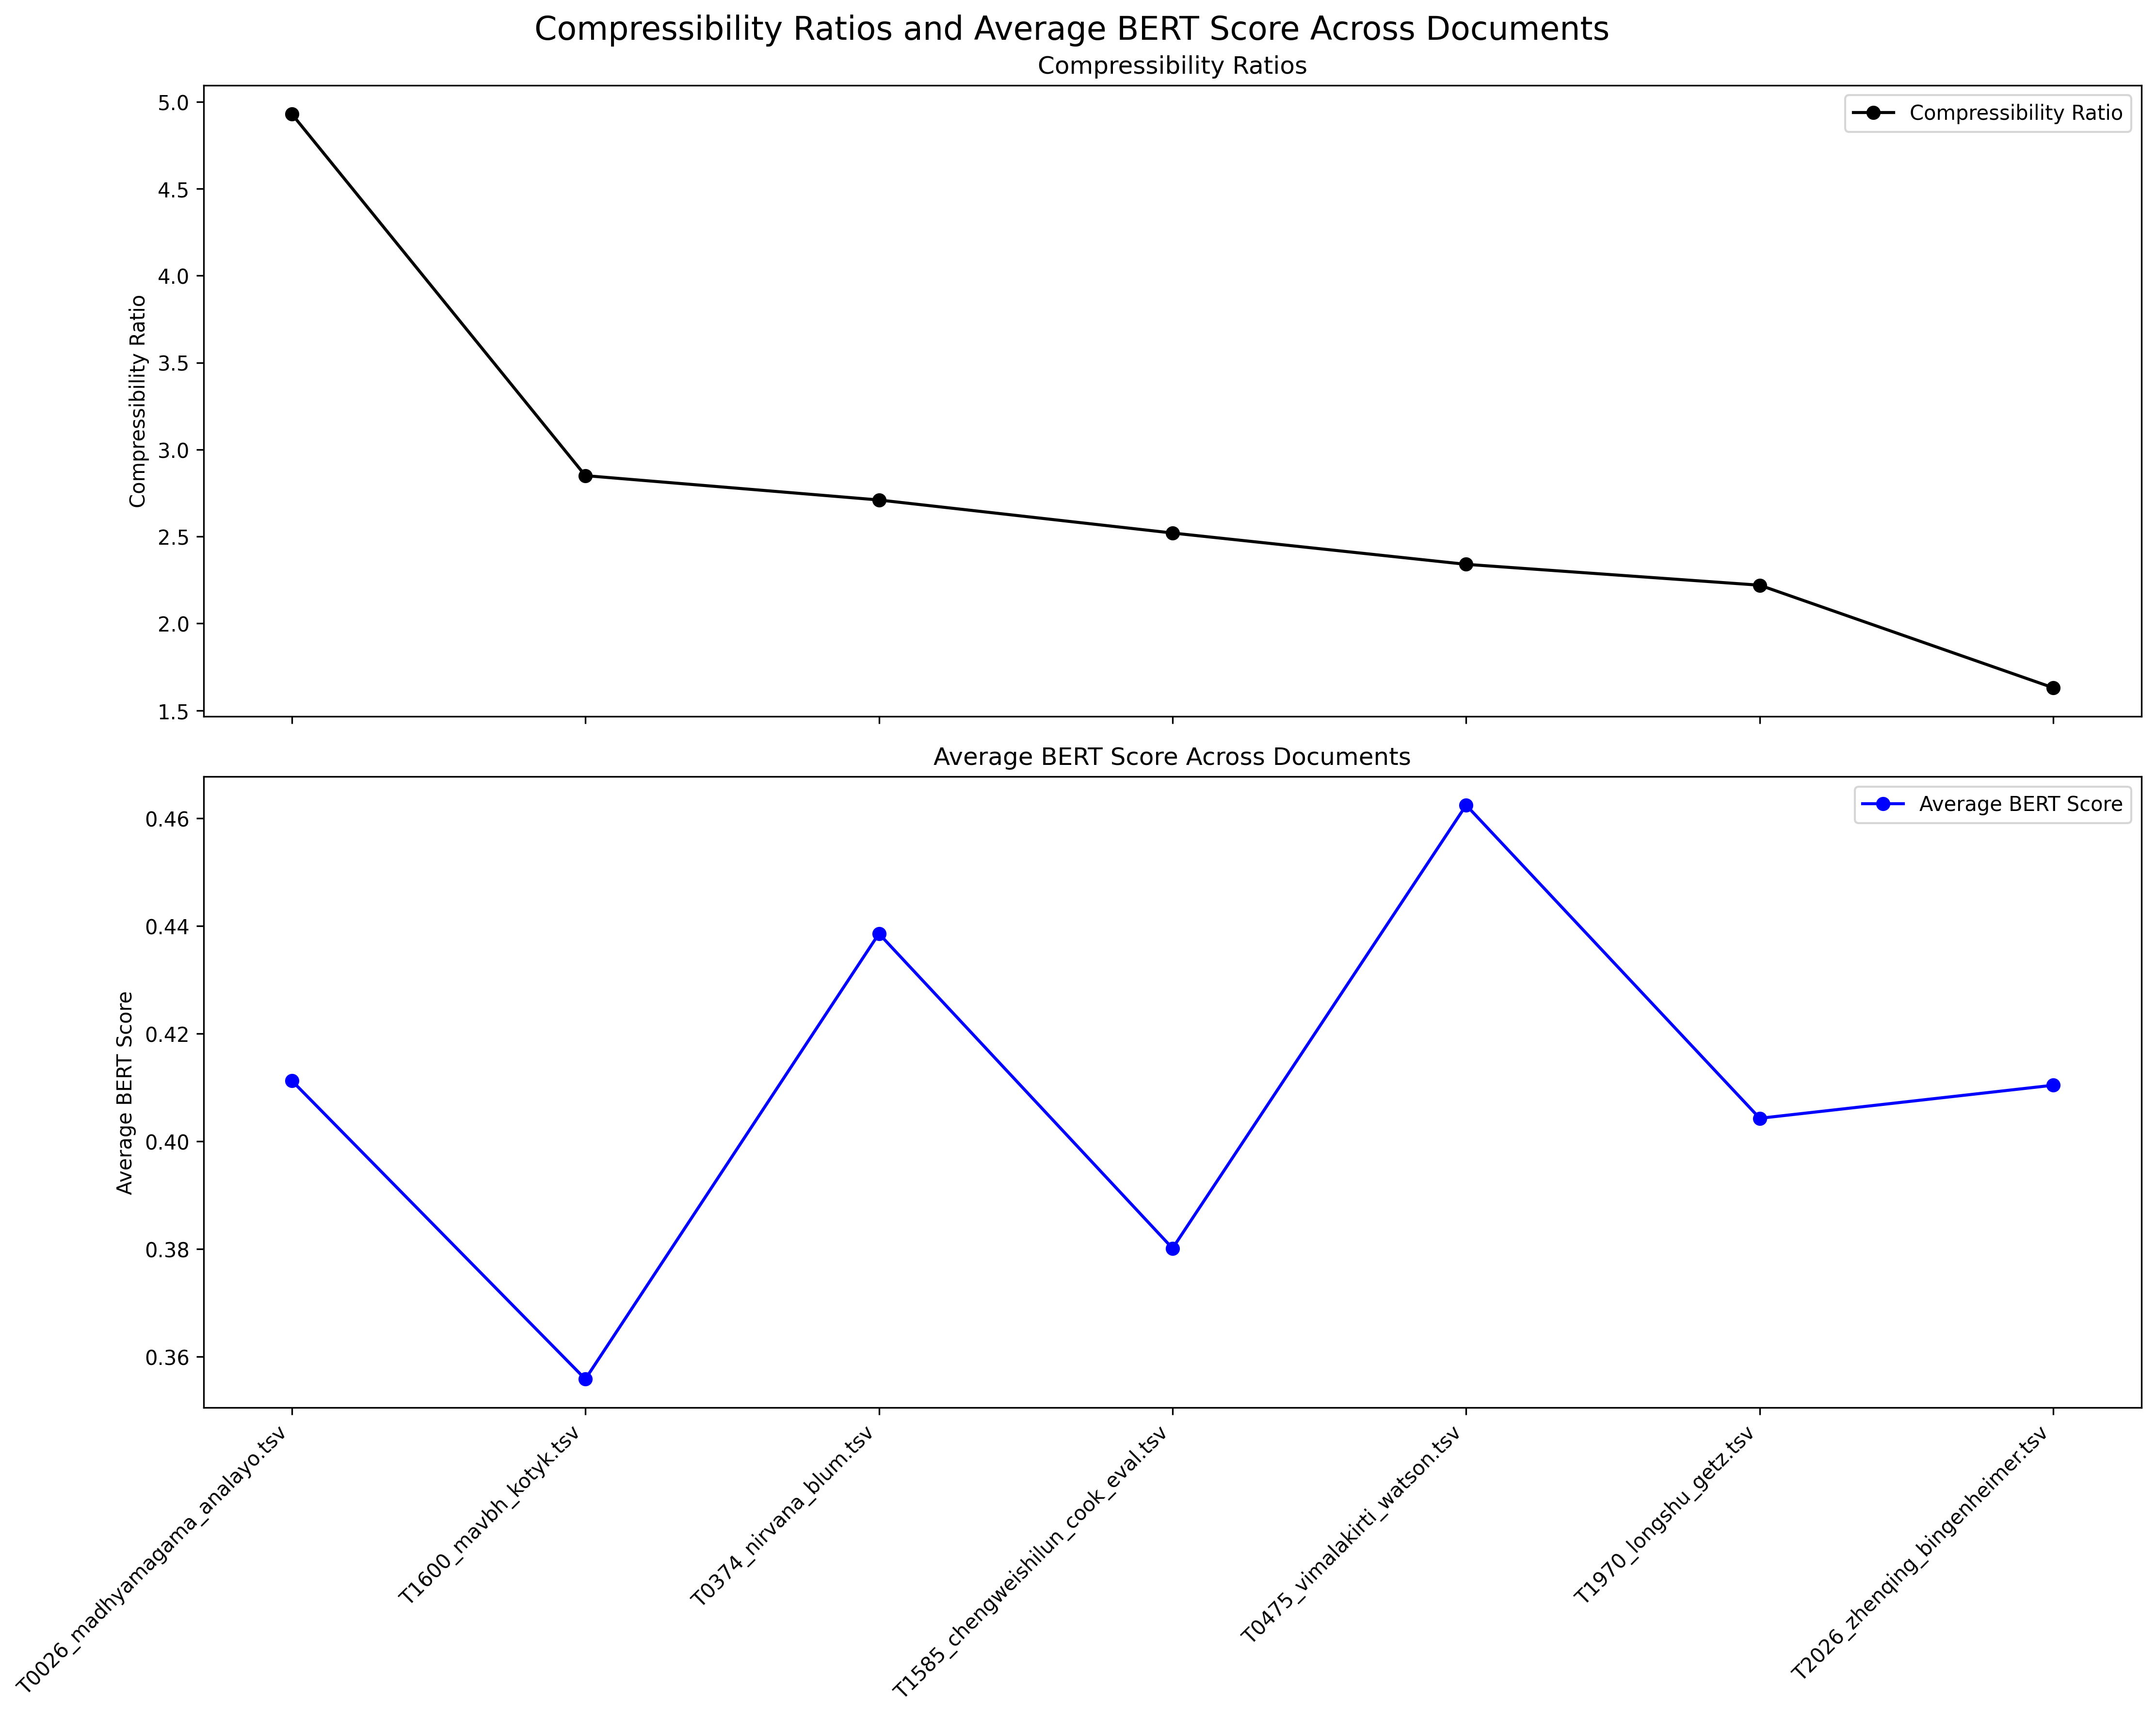 Compressibility Ratios and Average BERT Score Across Documents
Compressibility Ratios
Compressibility Ratio
5.0
4.5
4.0
3.5
3.0
2.5
2.0
1.5
Compressibility Ratio
Average BERT Score Across Documents
Average BERT Score
0.46
0.44
0.42
0.40
0.38
0.36
Average BERT Score
T0026_madhyamagama_analayo.tsv
T1600_mavbh_kotyk.tsv
T0374_nirvana_blum.tsv
T1585_chengweishilun_cook_eval.tsv
T0475_vimalakirti_watson.tsv
T1970_longshu_getz.tsv
T2026_zhenqing_bingenheimer.tsv